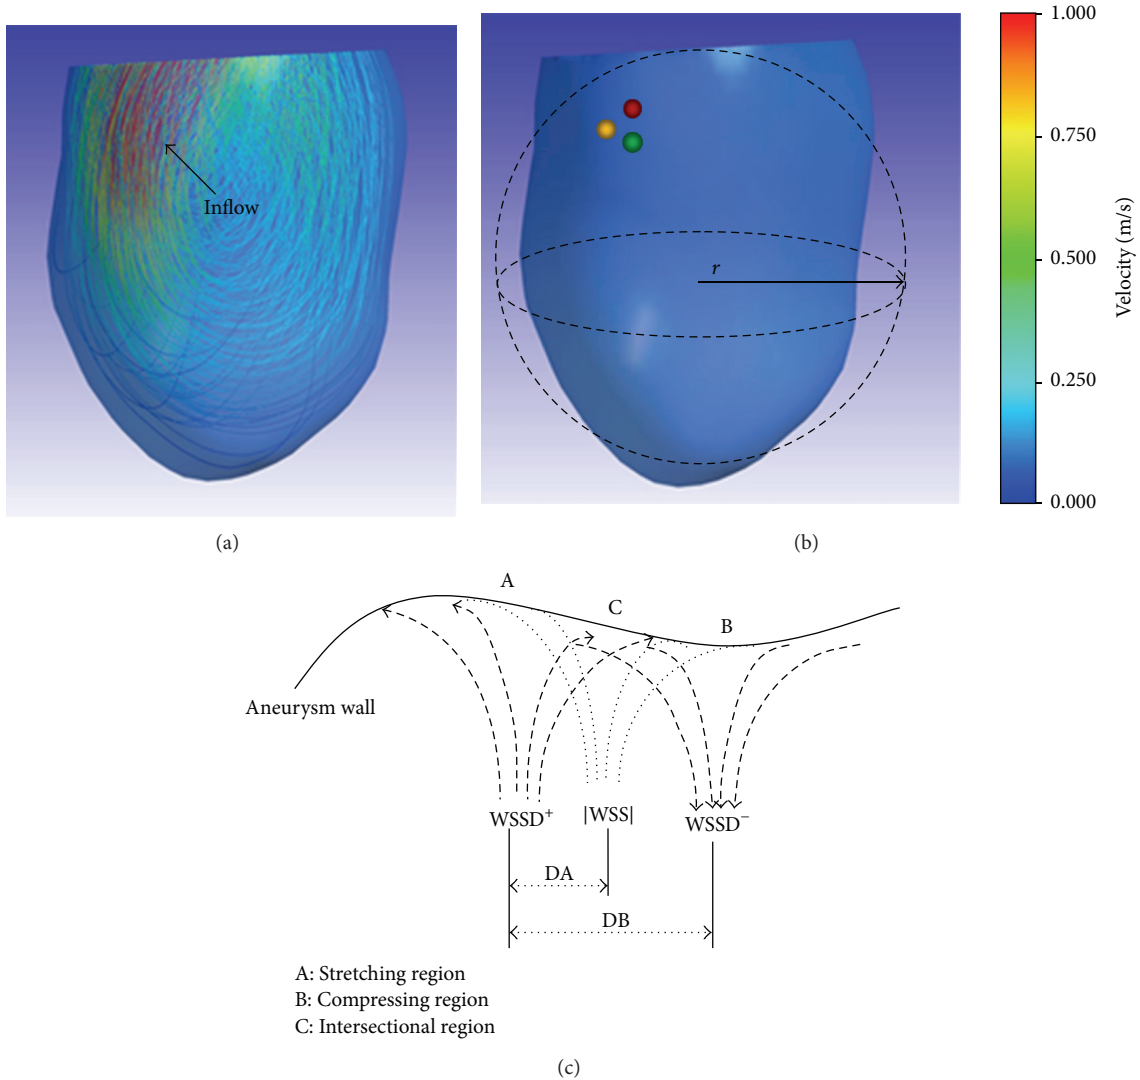 Inflow
(a)
r
(b)
1.000
0.750
0.500
0.250
0.000
Velocity (m/s)
A
C
B
Aneurysm wall
WSSD⁺
|WSS|
WSSD⁻
DA
DB
A: Stretching region
B: Compressing region
C: Intersectional region
(c)